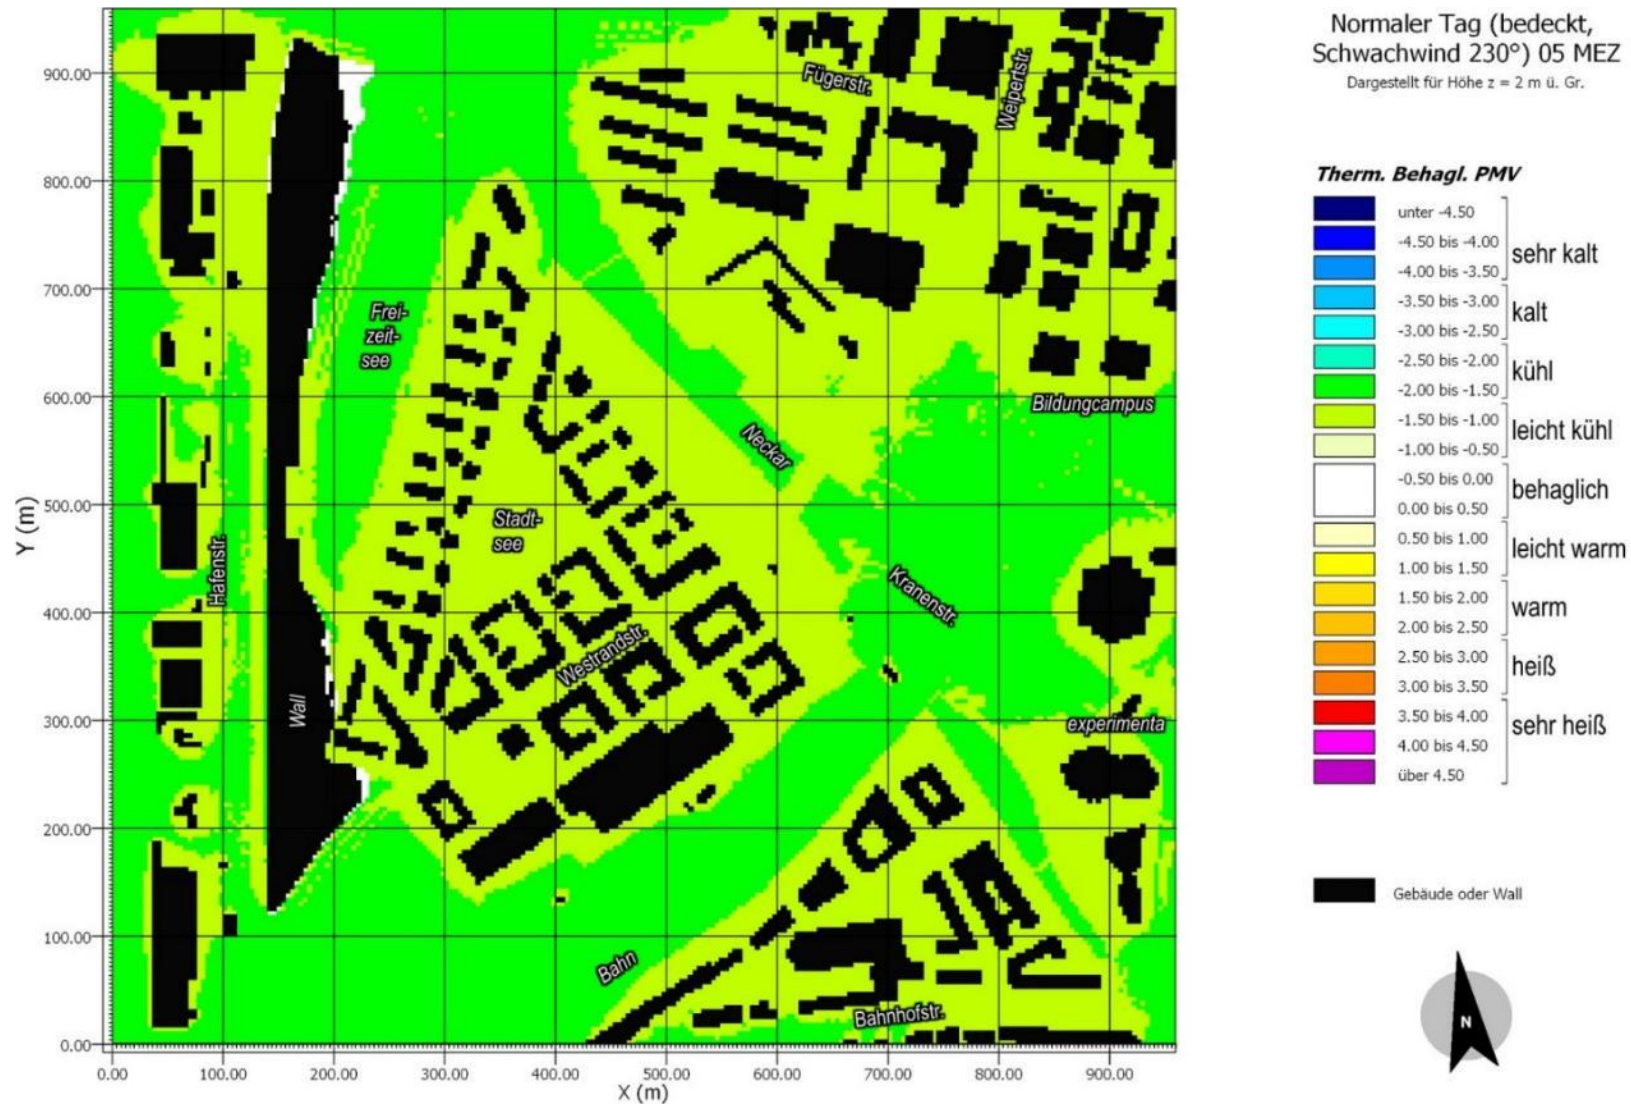 Normaler Tag (bedeckt,
Schwachwind 230°) 05 MEZ
Dargestellt für Höhe z = 2 m ü. Gr.
Therm. Behagl. PMV
unter -4.50
-4.50 bis -4.00
-4.00 bis -3.50
sehr kalt
-3.50 bis -3.00
-3.00 bis -2.50
kalt
-2.50 bis -2.00
-2.00 bis -1.50
kühl
-1.50 bis -1.00
-1.00 bis -0.50
leicht kühl
-0.50 bis 0.00
0.00 bis 0.50
behaglich
0.50 bis 1.00
1.00 bis 1.50
leicht warm
1.50 bis 2.00
2.00 bis 2.50
warm
2.50 bis 3.00
3.00 bis 3.50
heiß
3.50 bis 4.00
4.00 bis 4.50
über 4.50
sehr heiß
Gebäude oder Wall
N
Fügerstr.
Weipertstr.
Frei-
zeit-
see
Bildungcampus
Neckar
Stadt-
see
Hafenstr.
Kranenstr.
Westrandstr.
Wall
experimenta
Bahn
Bahnhofstr.
Y (m)
900.00
800.00
700.00
600.00
500.00
400.00
300.00
200.00
100.00
0.00
0.00 100.00 200.00 300.00 400.00 500.00 600.00 700.00 800.00 900.00
X (m)